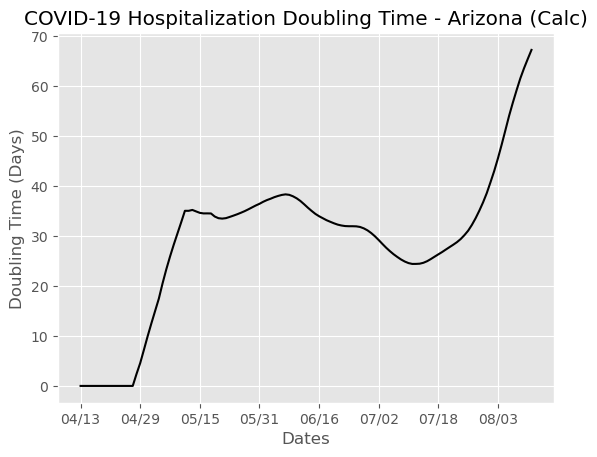 COVID-19 Hospitalization Doubling Time - Arizona (Calc)
70
60
50
40
30
20
10
0
Doubling Time (Days)
04/13 04/29 05/15 05/31 06/16 07/02 07/18 08/03
Dates